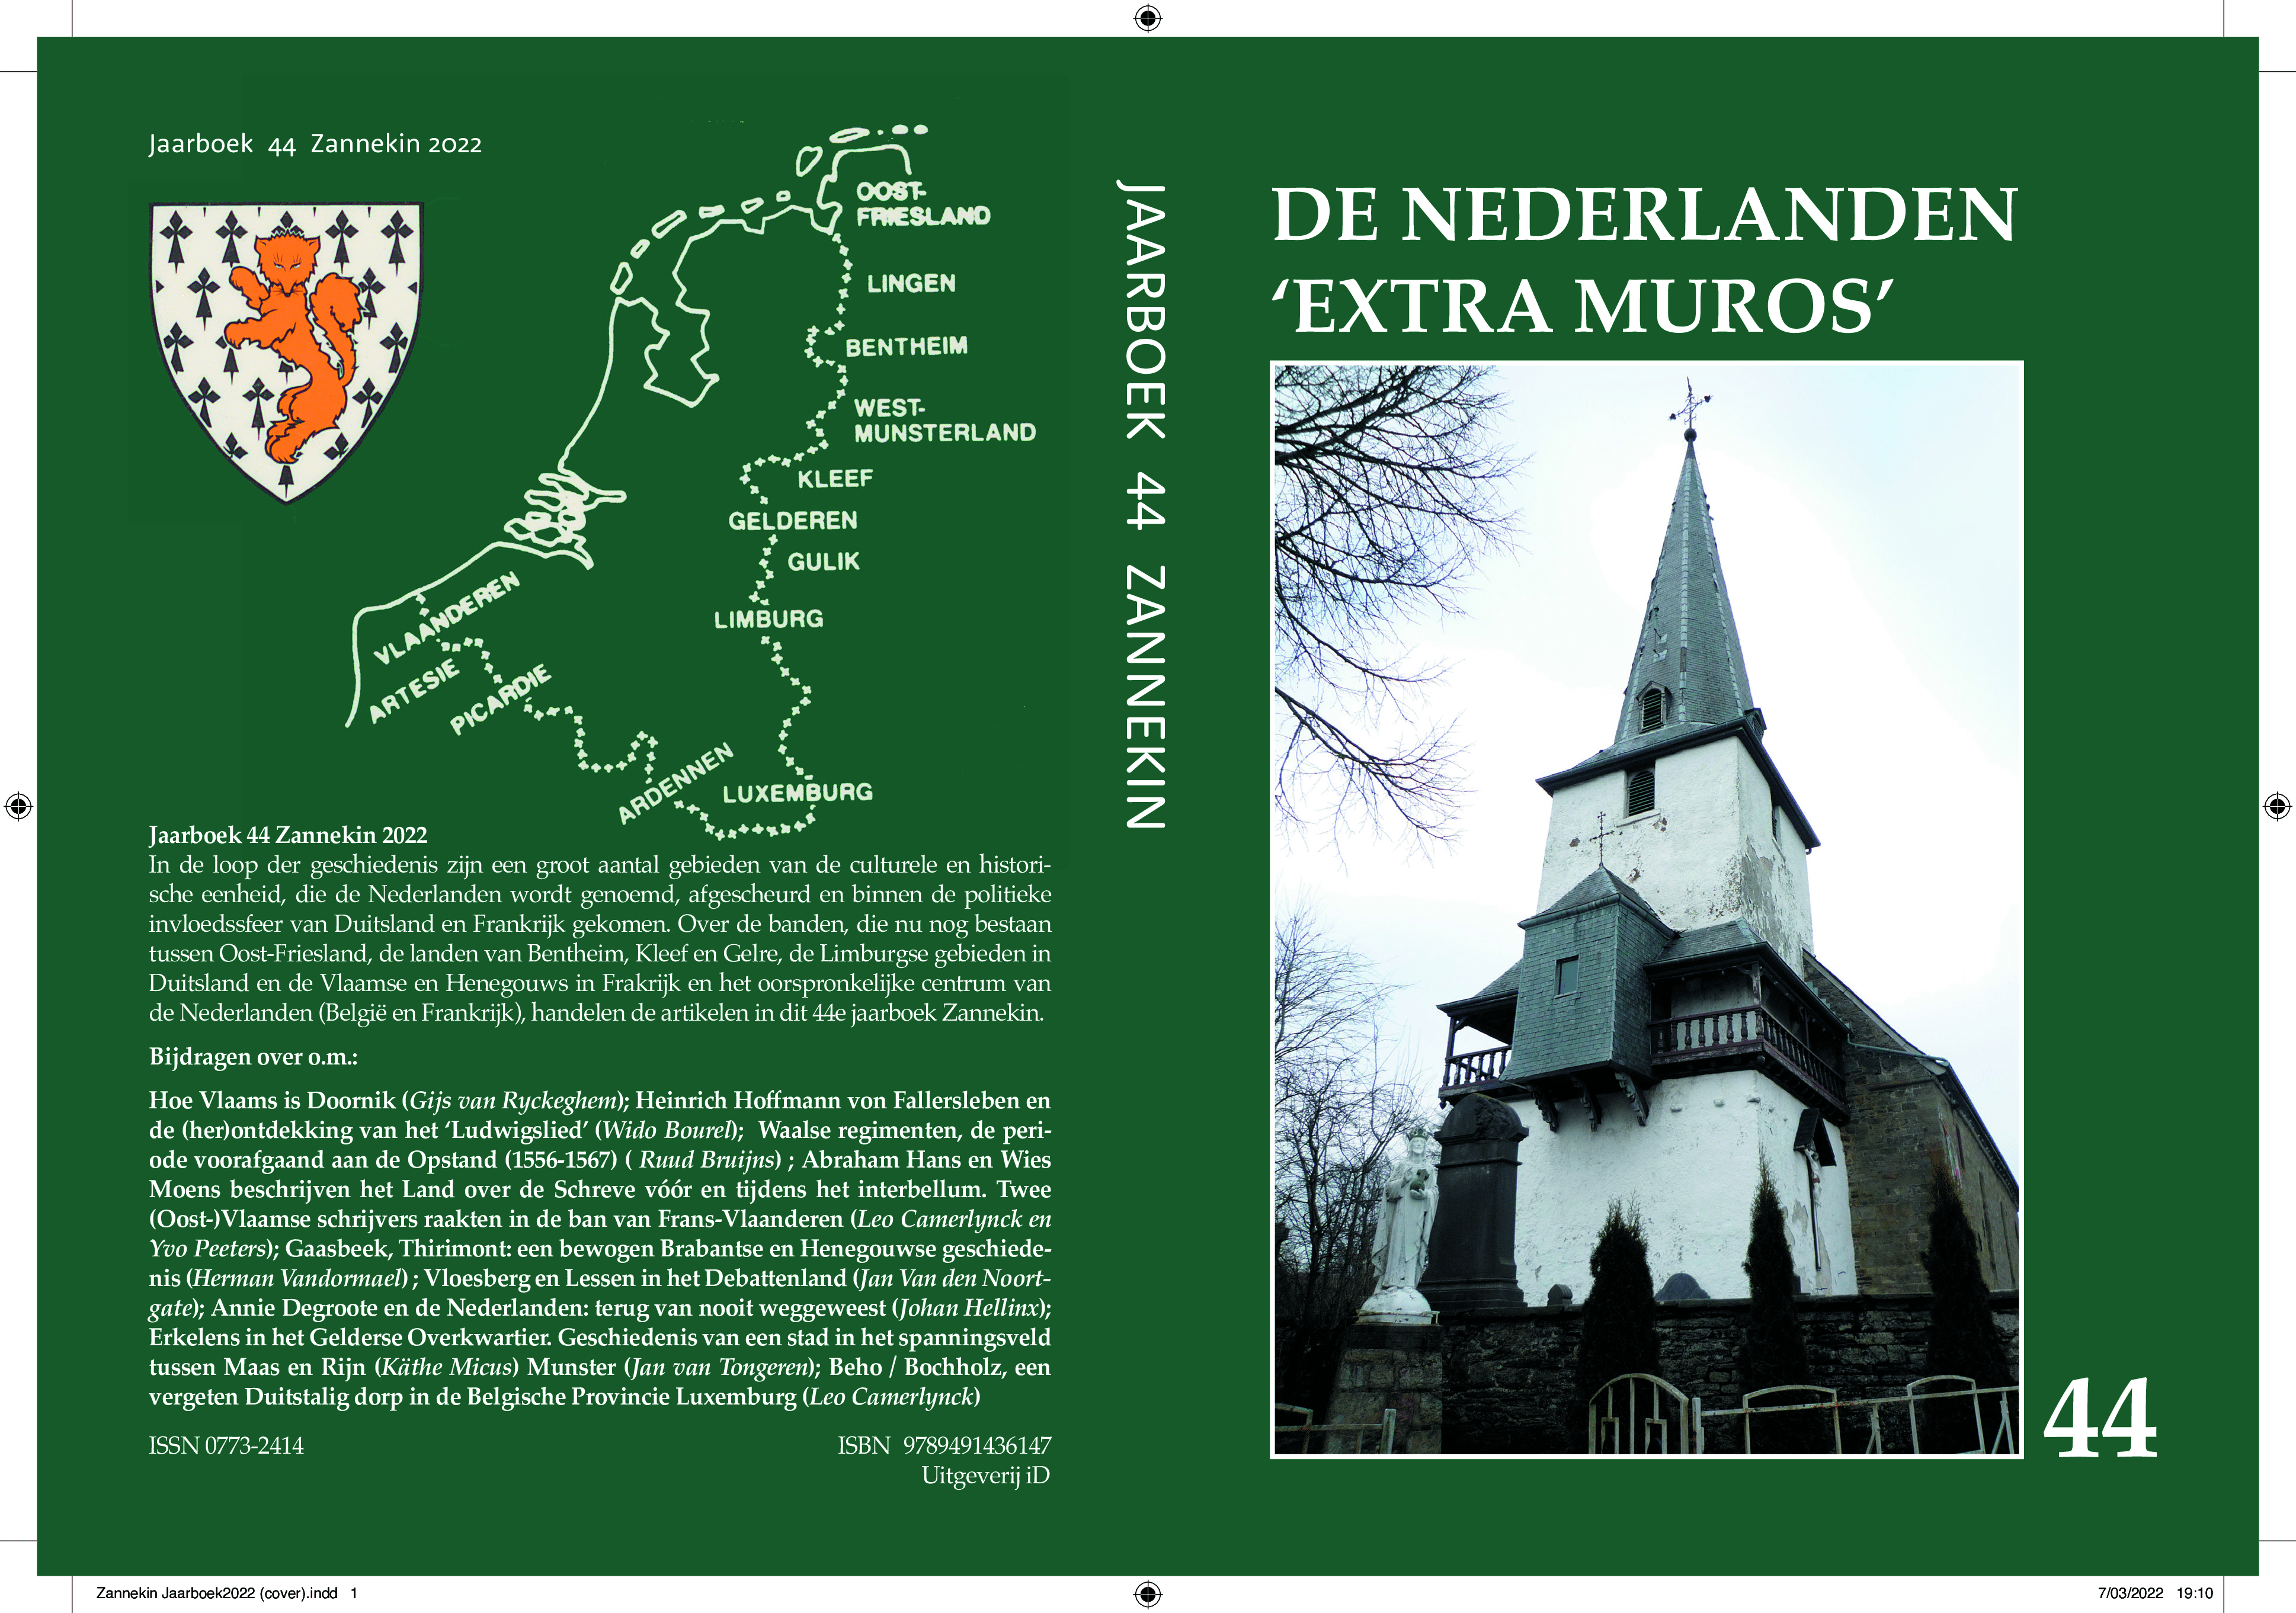 Jaarboek 44 Zannekin 2022
OOST-
FRIESLAND
LINGEN
BENTHEIM
WEST-
MUNSTERLAND
KLEEF
GELDEREN
GULIK
LIMBURG
VLAANDEREN
ARTESIE
PICARDIE
ARDENNEN
LUXEMBURG
Jaarboek 44 Zannekin 2022
In de loop der geschiedenis zijn een groot aantal gebieden van de culturele en histori-
sche eenheid, die de Nederlanden wordt genoemd, afgescheurd en binnen de politieke
invloedssfeer van Duitsland en Frankrijk gekomen. Over de banden, die nu nog bestaan
tussen Oost-Friesland, de landen van Bentheim, Kleef en Gelre, de Limburgse gebieden in
Duitsland en de Vlaamse en Henegouws in Frakrijk en het oorspronkelijke centrum van
de Nederlanden (België en Frankrijk), handelen de artikelen in dit 44e jaarboek Zannekin.
Bijdragen over o.m.:
Hoe Vlaams is Doornik (Gijs van Ryckeghem); Heinrich Hoffmann von Fallersleben en
de (her)ontdekking van het ‘Ludwigslied’ (Wido Bourel); Waalse regimenten, de peri-
ode voorafgaand aan de Opstand (1556-1567) ( Ruud Bruijns) ; Abraham Hans en Wies
Moens beschrijven het Land over de Schreve vóór en tijdens het interbellum. Twee
(Oost-)Vlaamse schrijvers raakten in de ban van Frans-Vlaanderen (Leo Camerlynck en
Yvo Peeters); Gaasbeek, Thirimont: een bewogen Brabantse en Henegouwse geschiede-
nis (Herman Vandormael) ; Vloesberg en Lessen in het Debattenland (Jan Van den Noort-
gate); Annie Degroote en de Nederlanden: terug van nooit weggeweest (Johan Hellinx);
Erkelens in het Gelderse Overkwartier. Geschiedenis van een stad in het spanningsveld
tussen Maas en Rijn (Käthe Micus) Munster (Jan van Tongeren); Beho / Bochholz, een
vergeten Duitstalig dorp in de Belgische Provincie Luxemburg (Leo Camerlynck)
ISSN 0773-2414
ISBN 9789491436147
Uitgeverij iD
JAARBOEK 44 ZANNEKIN
DE NEDERLANDEN
‘EXTRA MUROS’
44
Zannekin Jaarboek2022 (cover).indd 1
7/03/2022 19:10